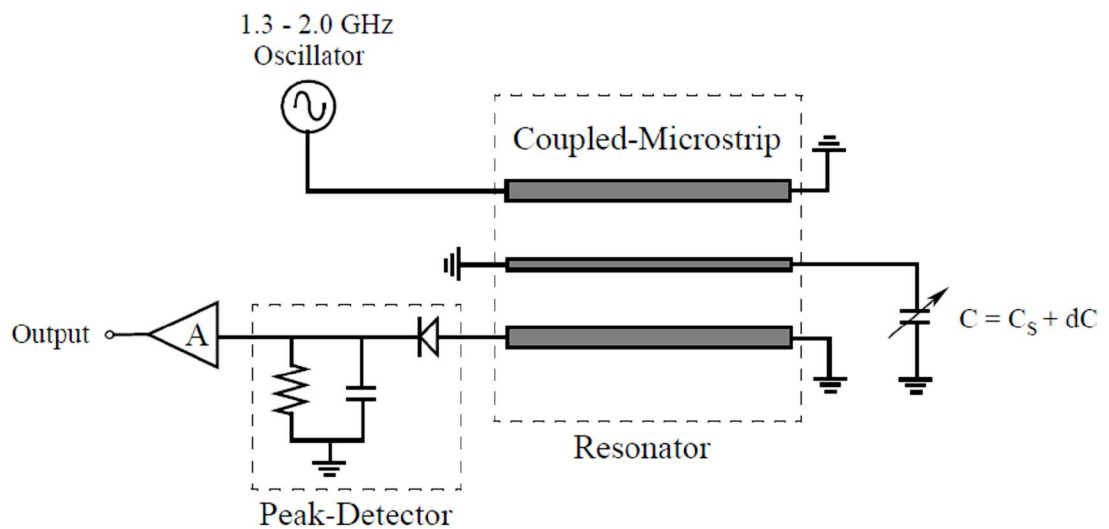 1.3 - 2.0 GHz
Oscillator
Coupled-Microstrip
Output
A
C = C_S + dC
Resonator
Peak-Detector